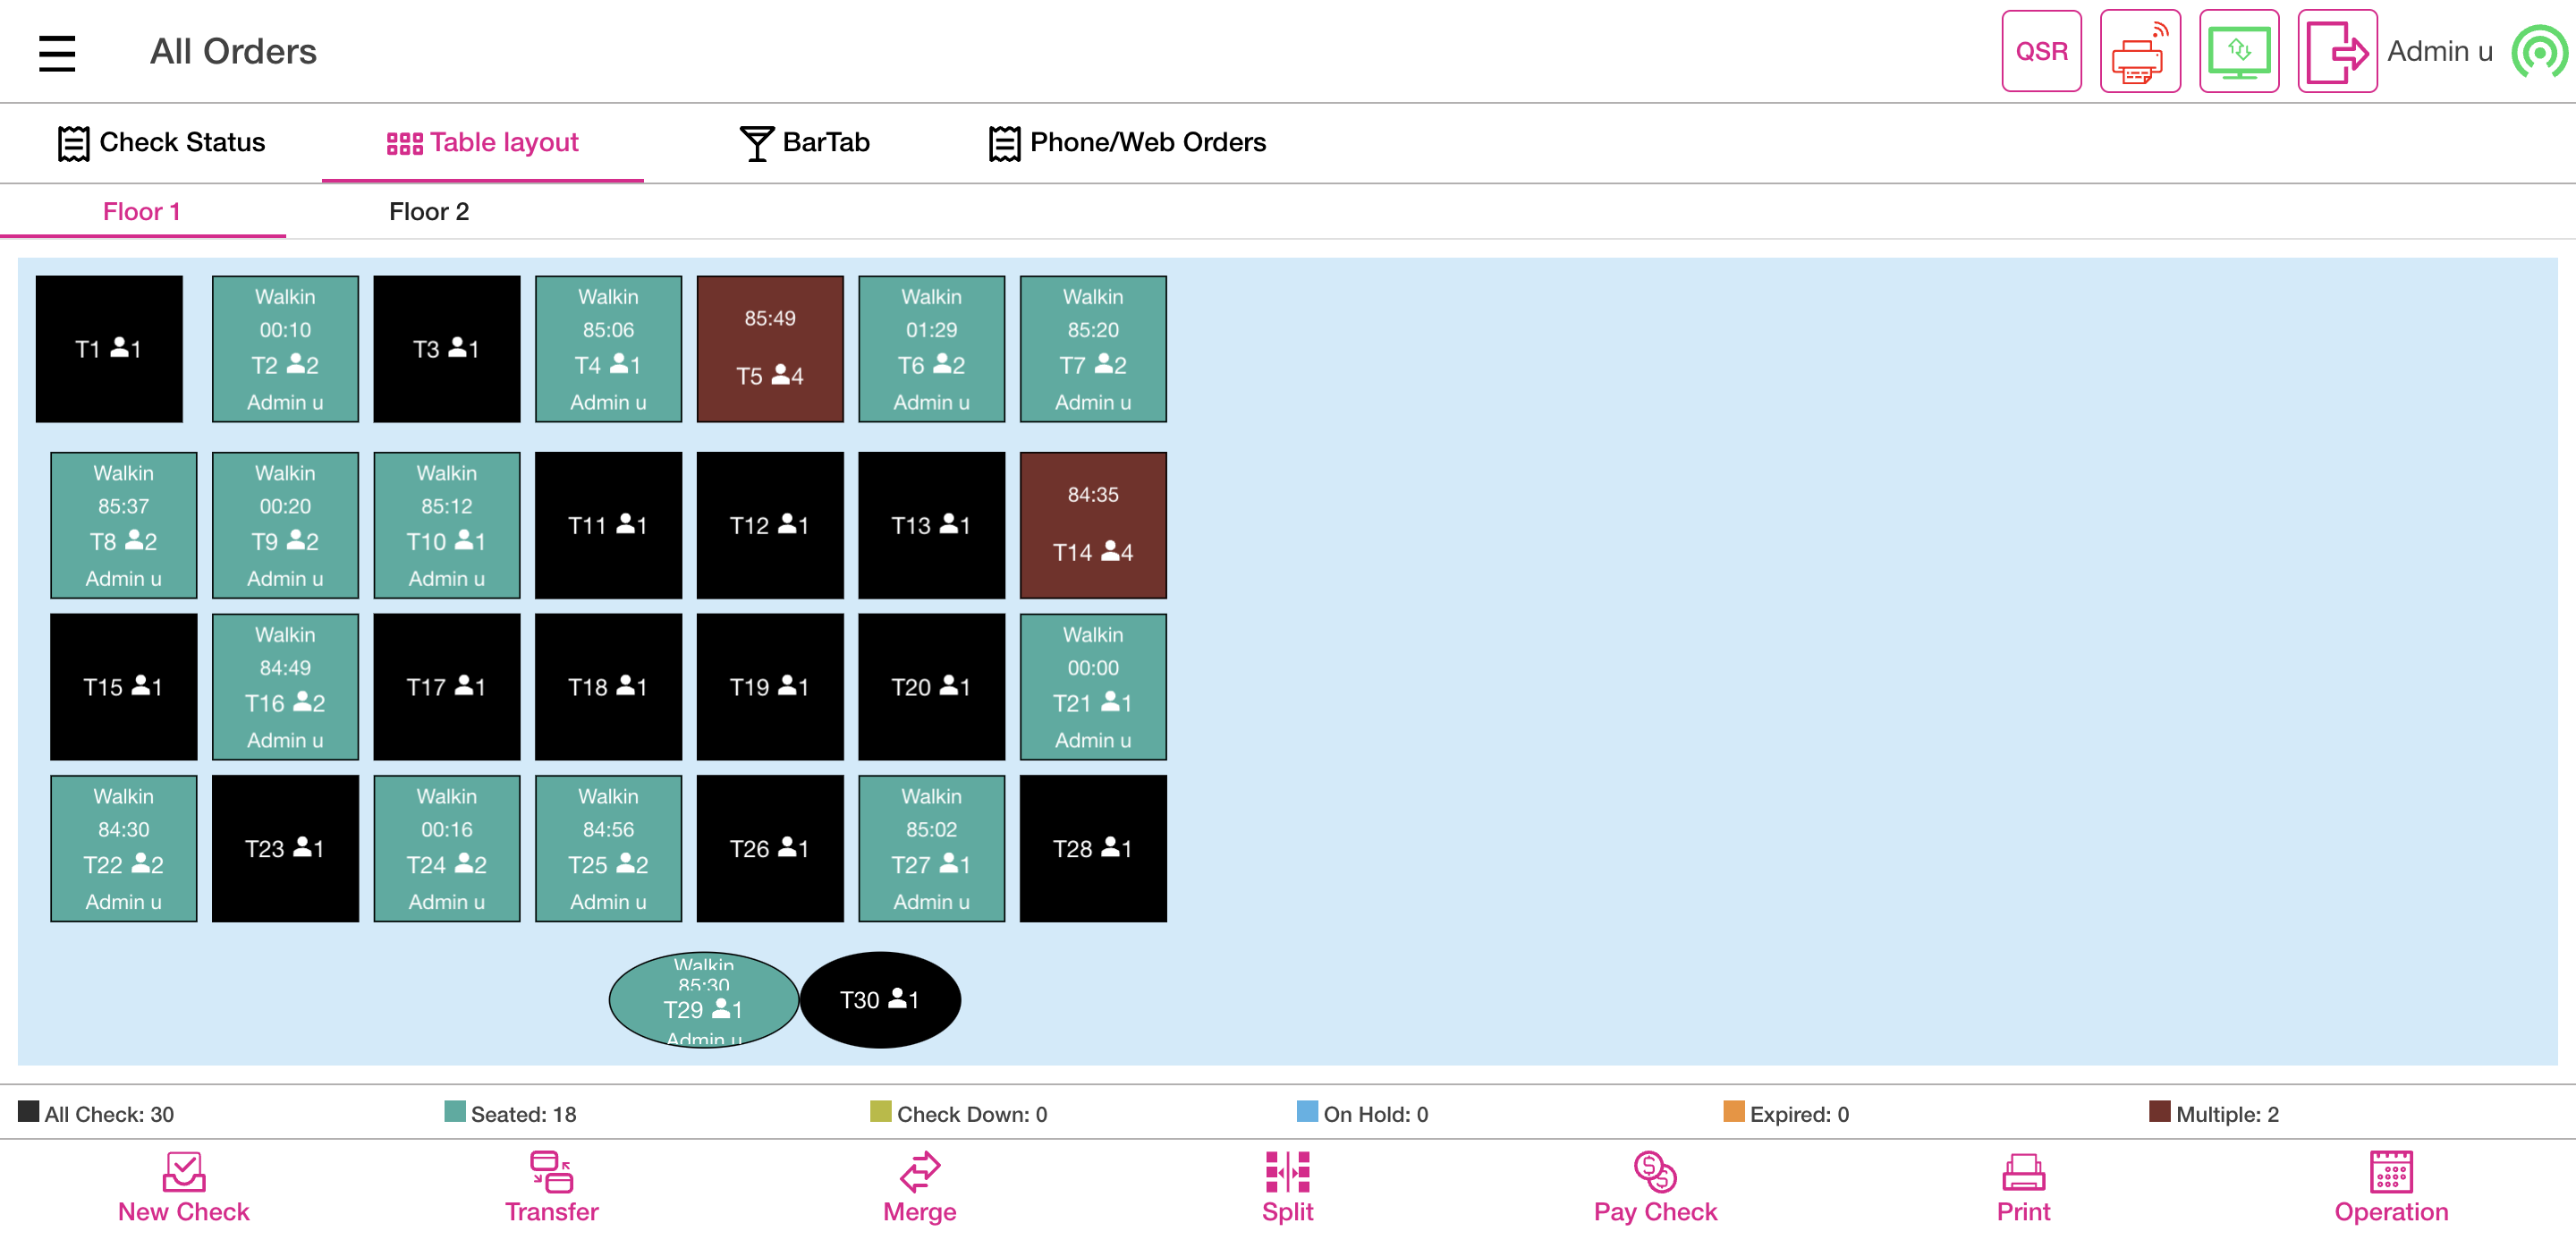 All Orders
QSR
Admin u
Check Status
Table layout
BarTab
Phone/Web Orders
Floor 1
Floor 2
T1 1
Walkin
00:10
T2 2
Admin u
T3 1
Walkin
85:06
T4 1
Admin u
85:49
T5 4
Walkin
01:29
T6 2
Admin u
Walkin
85:20
T7 2
Admin u
Walkin
85:37
T8 2
Admin u
Walkin
00:20
T9 2
Admin u
Walkin
85:12
T10 1
Admin u
T11 1
T12 1
T13 1
84:35
T14 4
T15 1
Walkin
84:49
T16 2
Admin u
T17 1
T18 1
T19 1
T20 1
Walkin
00:00
T21 1
Admin u
Walkin
84:30
T22 2
Admin u
T23 1
Walkin
00:16
T24 2
Admin u
Walkin
84:56
T25 2
Admin u
T26 1
Walkin
85:02
T27 1
Admin u
T28 1
Walkin
85:30
T29 1
Admin u
T30 1
All Check: 30
Seated: 18
Check Down: 0
On Hold: 0
Expired: 0
Multiple: 2
New Check
Transfer
Merge
Split
Pay Check
Print
Operation